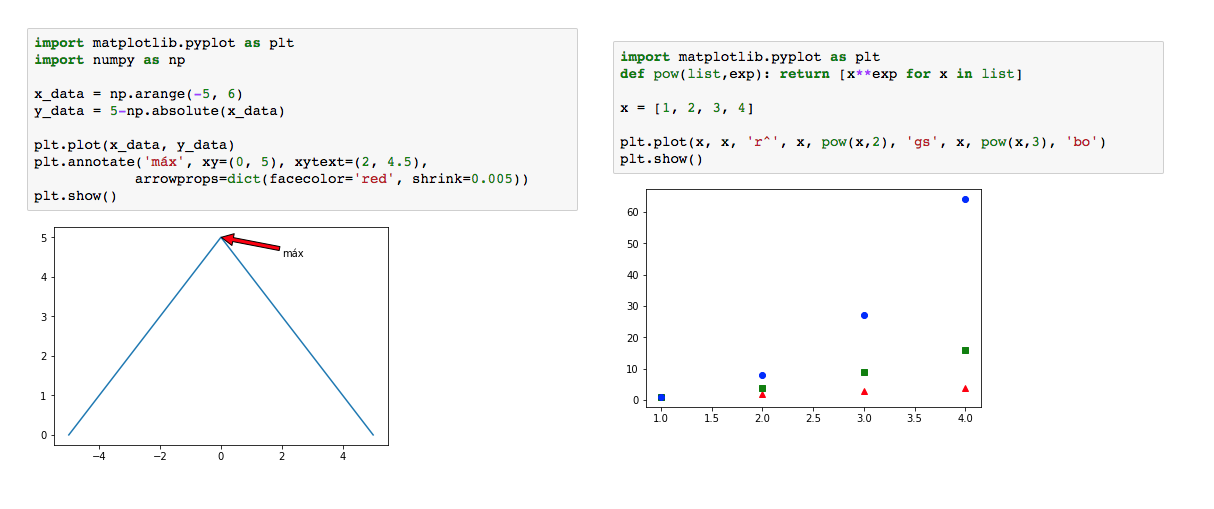 import matplotlib.pyplot as plt
import numpy as np
x_data = np.arange(-5, 6)
y_data = 5-np.absolute(x_data)
plt.plot(x_data, y_data)
plt.annotate('máx', xy=(0, 5), xytext=(2, 4.5),
arrowprops=dict(facecolor='red', shrink=0.005))
plt.show()
5
4
3
2
1
0
máx
−4 −2 0 2 4
import matplotlib.pyplot as plt
def pow(list,exp): return [x**exp for x in list]
x = [1, 2, 3, 4]
plt.plot(x, x, 'r^', x, pow(x,2), 'gs', x, pow(x,3), 'bo')
plt.show()
60
50
40
30
20
10
0
1.0 1.5 2.0 2.5 3.0 3.5 4.0